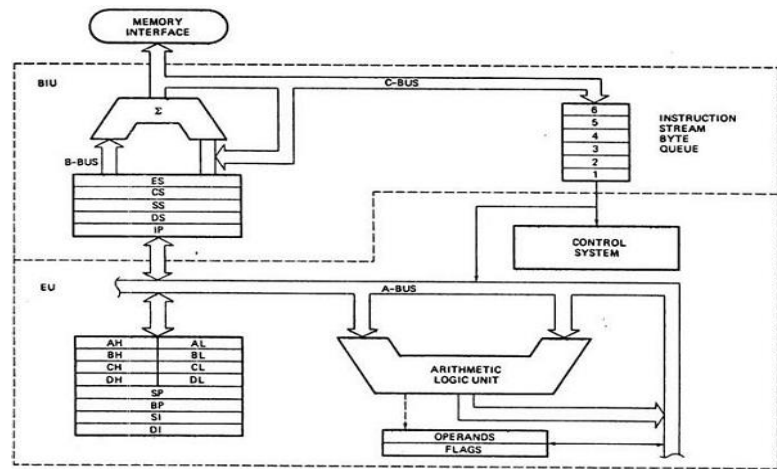 MEMORY
INTERFACE
BIU
C-BUS
Σ
B-BUS
6
5
4
3
2
1
INSTRUCTION
STREAM
BYTE
QUEUE
ES
CS
SS
DS
IP
CONTROL
SYSTEM
EU
A-BUS
AH AL
BH BL
CH CL
DH DL
SP
BP
SI
DI
ARITHMETIC
LOGIC UNIT
OPERANDS
FLAGS